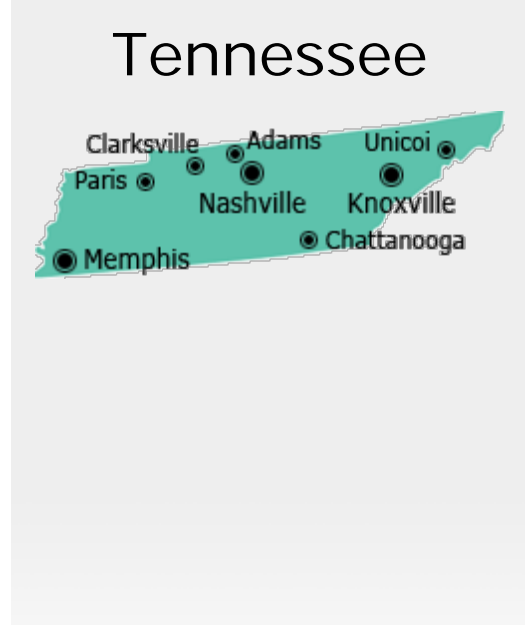 Tennessee
Clarksville
Adams
Unicoi
Paris
Nashville
Knoxville
Chattanooga
Memphis